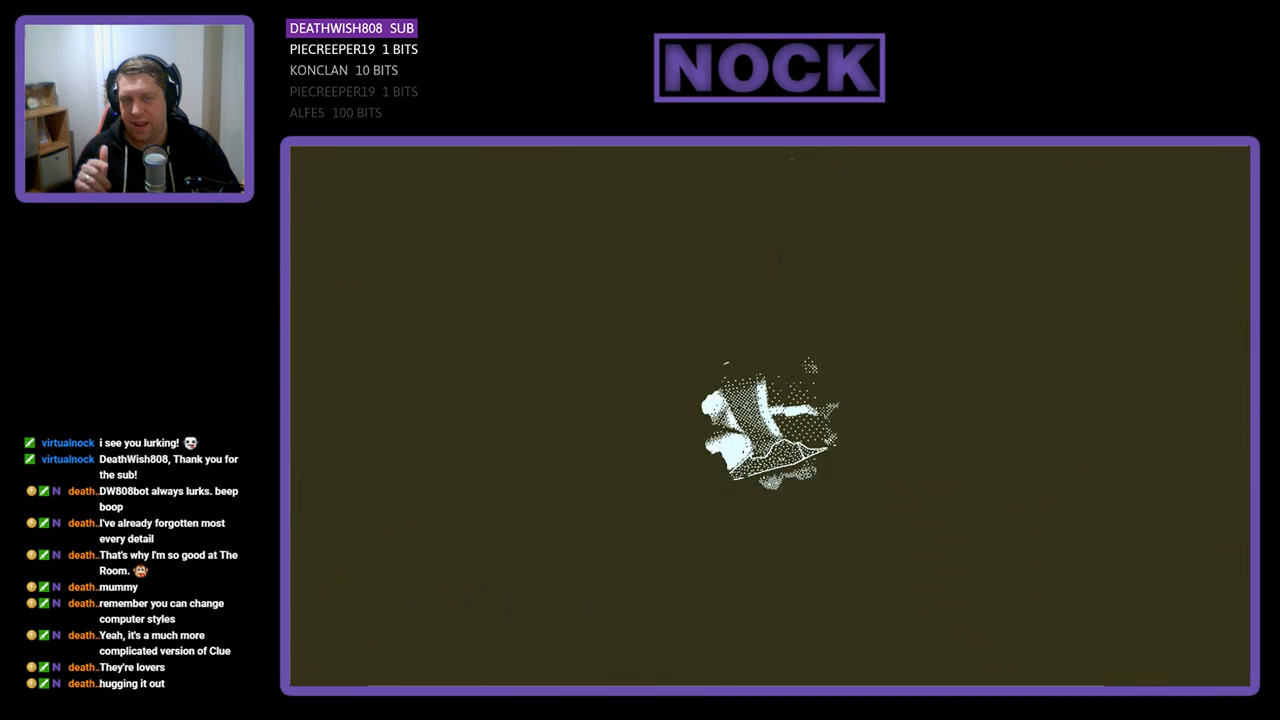 DEATHWISH808 SUB
PIECREEPER19 1 BITS
KONCLAN 10 BITS
PIECREEPER19 1 BITS
ALFE5 100 BITS
NOCK
virtualnock i see you lurking!
virtualnock DeathWish808, Thank you for
the sub!
N death.. DW808bot always lurks. beep
boop
N death.. I've already forgotten most
every detail
N death.. That's why I'm so good at The
Room.
N death.. mummy
N death.. remember you can change
computer styles
N death.. Yeah, it's a much more
complicated version of Clue
N death.. They're lovers
N death.. hugging it out